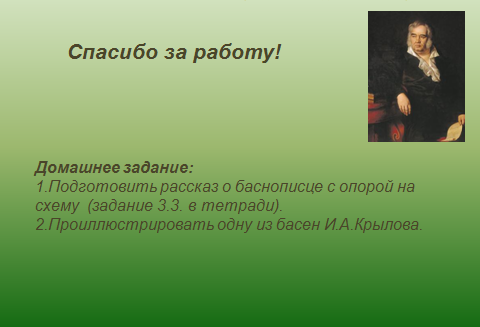 Спасибо за работу!
Домашнее задание:
1.Подготовить рассказ о баснописце с опорой на
схему (задание 3.3. в тетради).
2.Проиллюстрировать одну из басен И.А.Крылова.